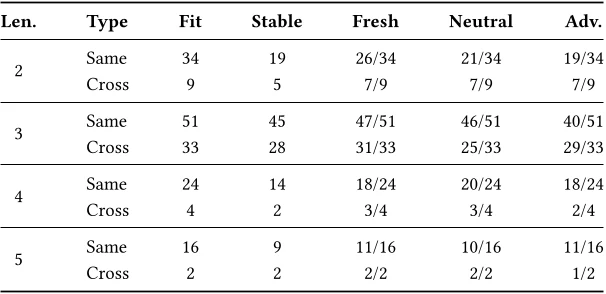 Len. Type Fit Stable Fresh Neutral Adv.
2 Same 34 19 26/34 21/34 19/34
Cross 9 5 7/9 7/9 7/9
3 Same 51 45 47/51 46/51 40/51
Cross 33 28 31/33 25/33 29/33
4 Same 24 14 18/24 20/24 18/24
Cross 4 2 3/4 3/4 2/4
5 Same 16 9 11/16 10/16 11/16
Cross 2 2 2/2 2/2 1/2